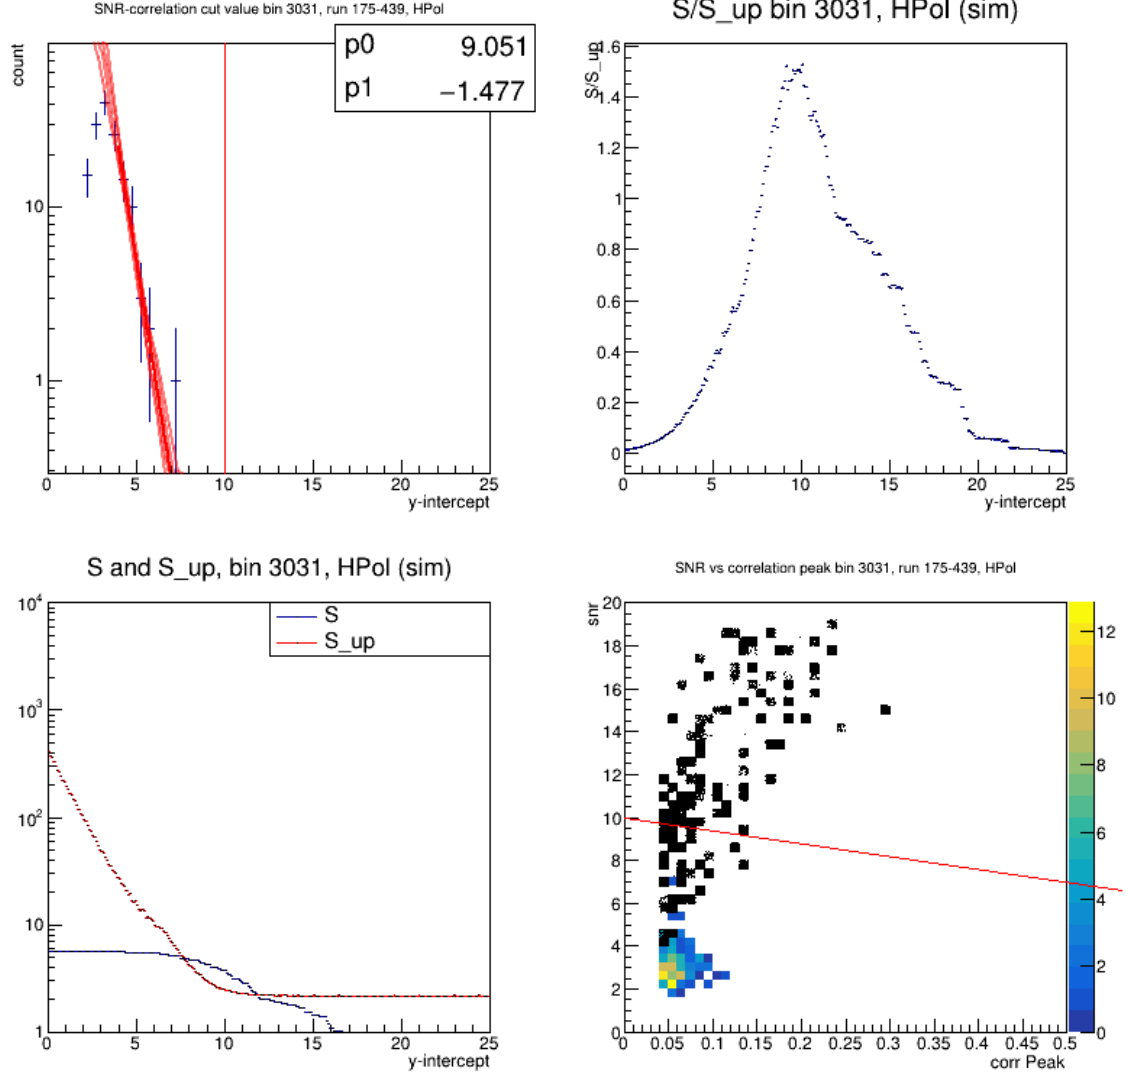 SNR-correlation cut value bin 3031, run 175-439, HPol
count
p0 9.051
p1 −1.477
10
1
0 5 10 15 20 25
y-intercept
S/S_up bin 3031, HPol (sim)
S/S_up
1.6
1.4
1.2
1
0.8
0.6
0.4
0.2
0
0 5 10 15 20 25
y-intercept
S and S_up, bin 3031, HPol (sim)
S
S_up
10^4
10^3
10^2
10
1
0 5 10 15 20 25
y-intercept
SNR vs correlation peak bin 3031, run 175-439, HPol
snr
20
18
16
14
12
10
8
6
4
2
0
0 0.05 0.1 0.15 0.2 0.25 0.3 0.35 0.4 0.45 0.5
corr Peak
12
10
8
6
4
2
0